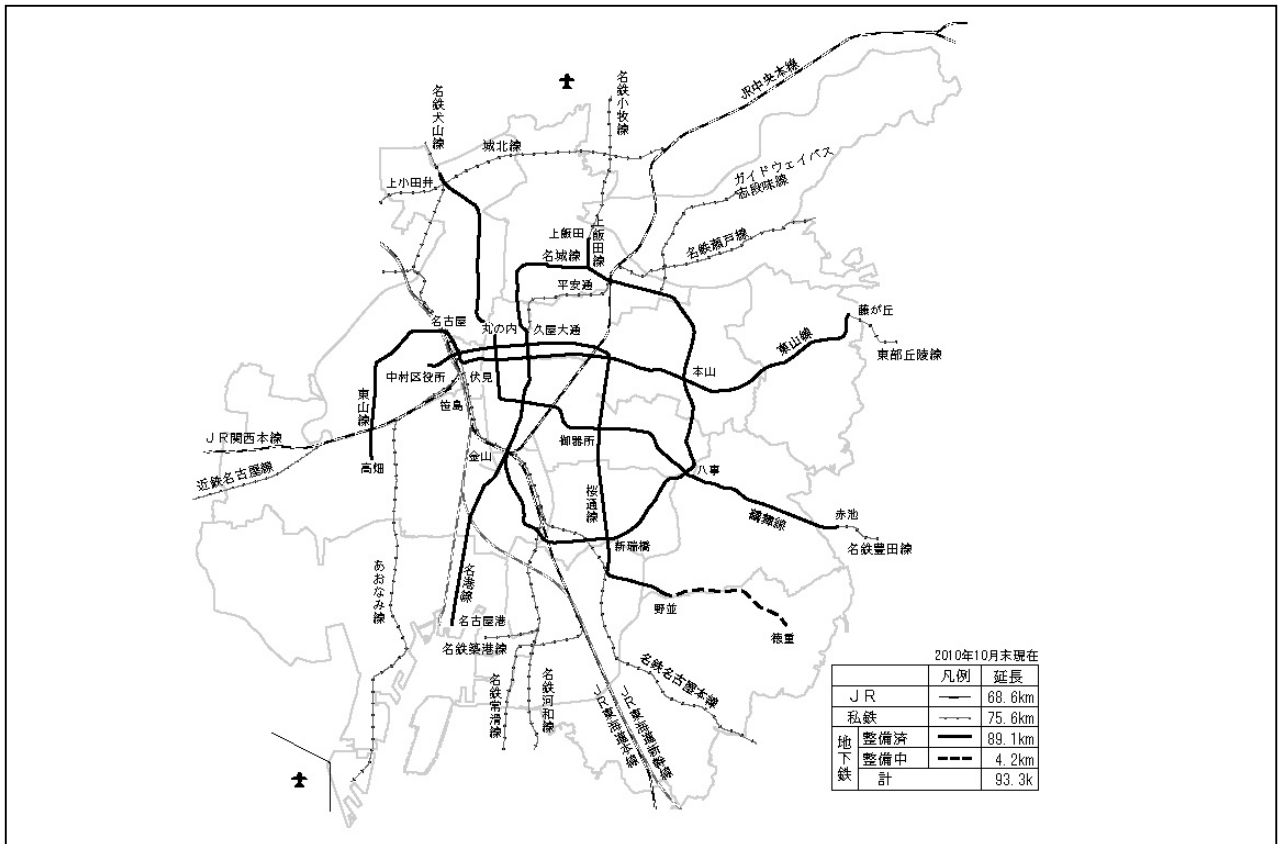 JR中央本線
名鉄小牧線
名鉄犬山線
城北線
ガイドウェイバス
志段味線
上小田井
上飯田
上飯田線
名鉄瀬戸線
名城線
平安通
藤が丘
名古屋
丸の内
久屋大通
東山線
東部丘陵線
本山
中村区役所
伏見
東山線
笹島
JR関西本線
御器所
金山
高畑
八事
近鉄名古屋線
桜通線
赤池
鶴舞線
新瑞橋
名鉄豊田線
あおなみ線
名港線
野並
名古屋港
徳重
名鉄築港線
名鉄名古屋本線
名鉄常滑線
名鉄河和線
JR東海道本線
JR東海道新幹線
2010年10月末現在
凡例 延長
JR 68.6km
私鉄 75.6km
地下鉄
整備済 89.1km
整備中 4.2km
計 93.3k